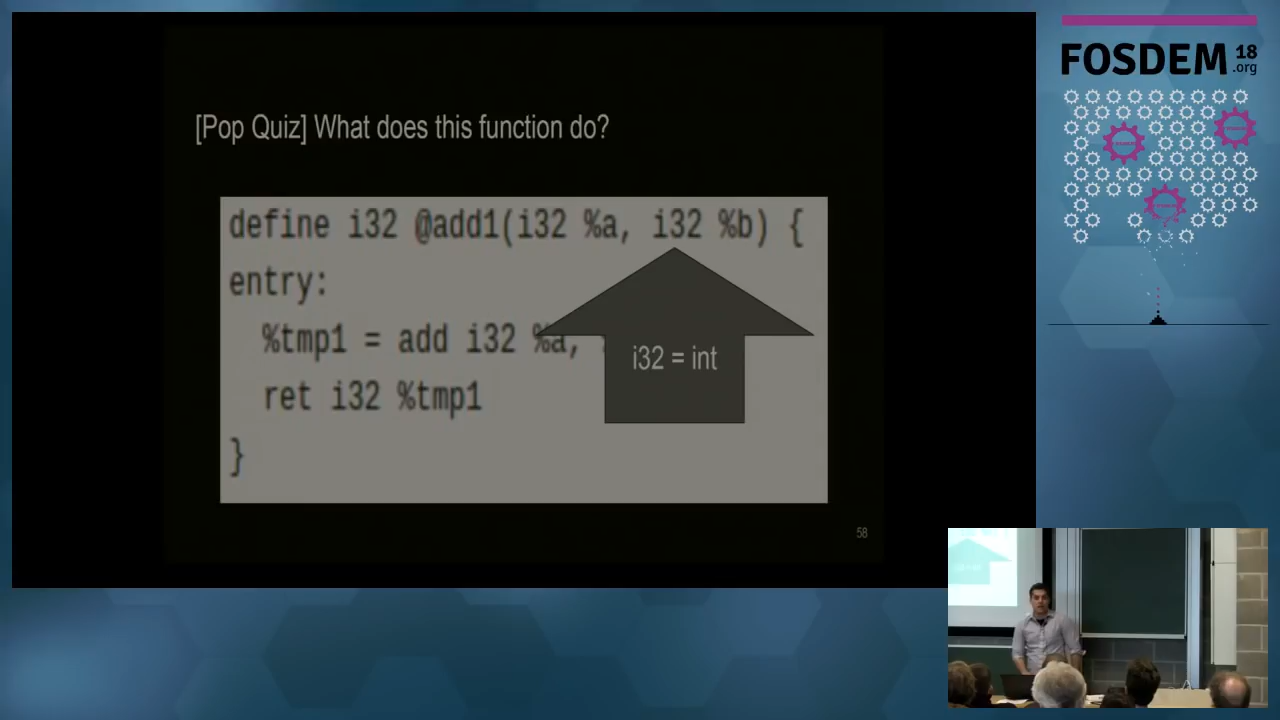 [Pop Quiz] What does this function do?
define i32 @add1(i32 %a, i32 %b) {
entry:
%tmp1 = add i32 %a,
i32 = int
ret i32 %tmp1
}
58
FOSDEM 18
.org